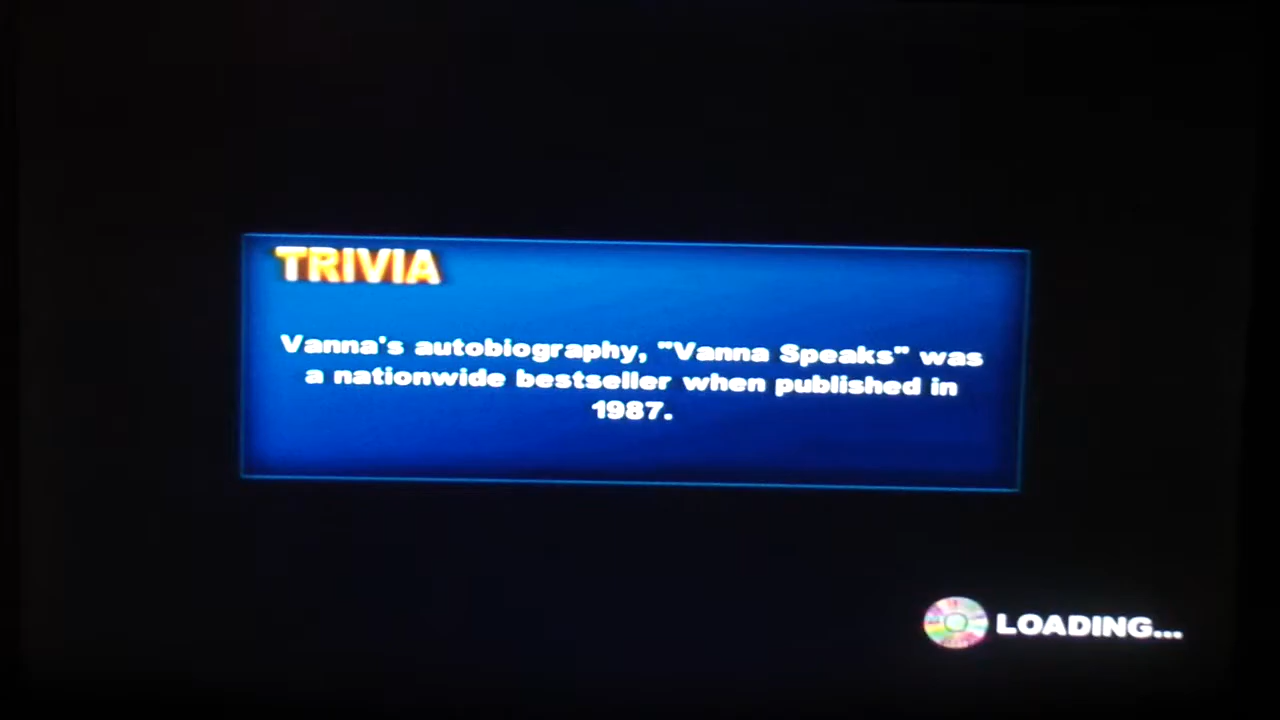 TRIVIA
Vanna's autobiography, "Vanna Speaks" was
a nationwide bestseller when published in
1987.
LOADING...